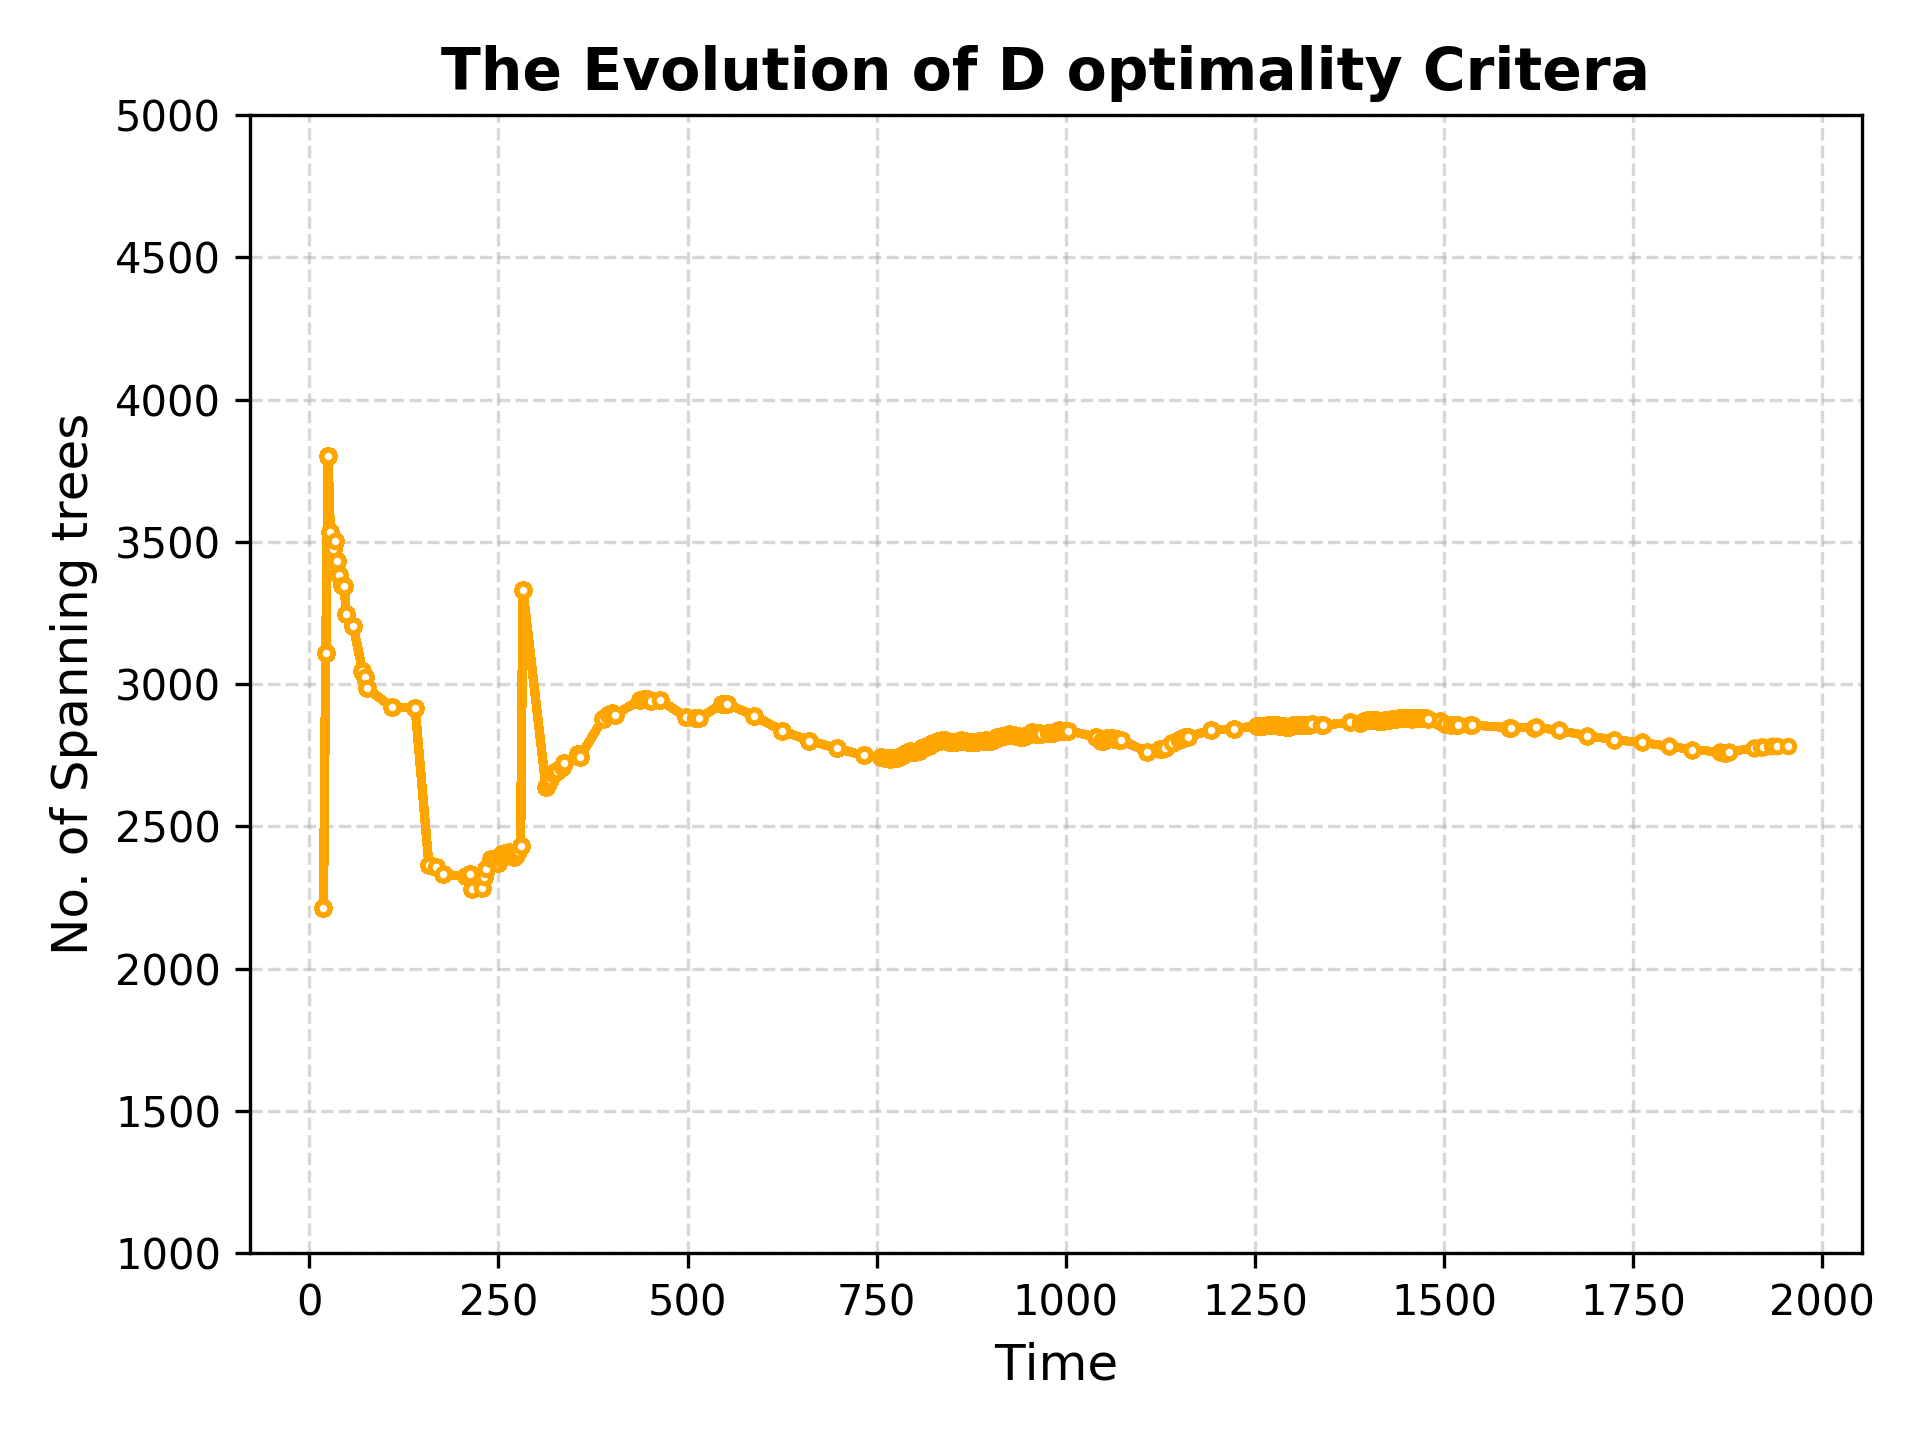 The Evolution of D optimality Critera
5000
4500
4000
3500
3000
2500
2000
1500
1000
No. of Spanning trees
0 250 500 750 1000 1250 1500 1750 2000
Time